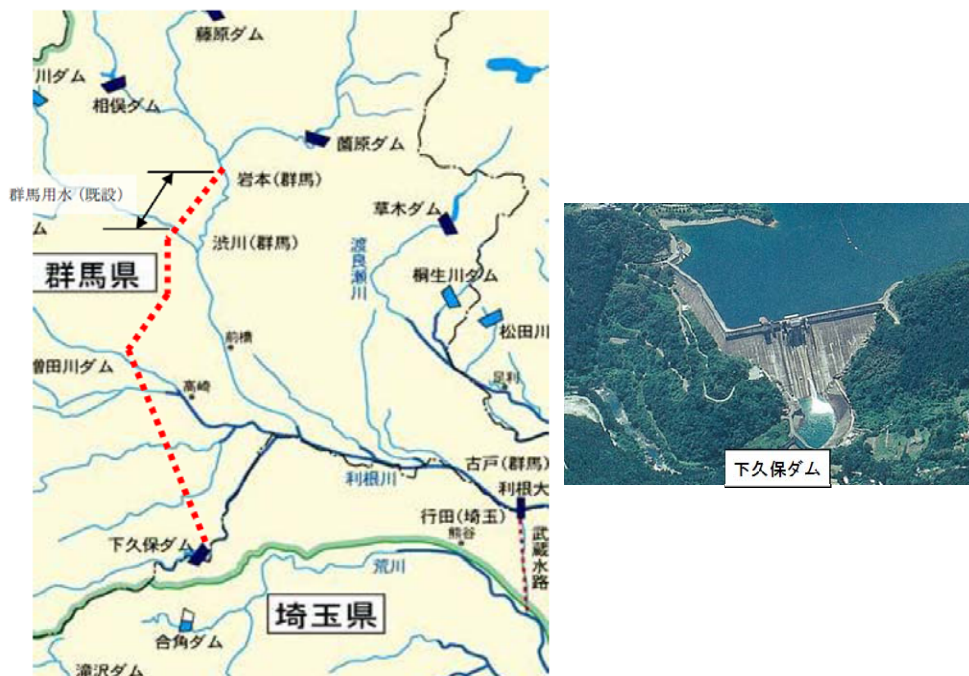 藤原ダム
川ダム
相俣ダム
薗原ダム
岩本(群馬)
群馬用水(既設)
草木ダム
ム
渋川(群馬)
渡良瀬川
群馬県
桐生川ダム
松田川
前橋
増田川ダム
足利
高崎
古戸(群馬)
利根川
利根大
行田(埼玉)
熊谷
武蔵水路
下久保ダム
荒川
埼玉県
合角ダム
滝沢ダム
下久保ダム